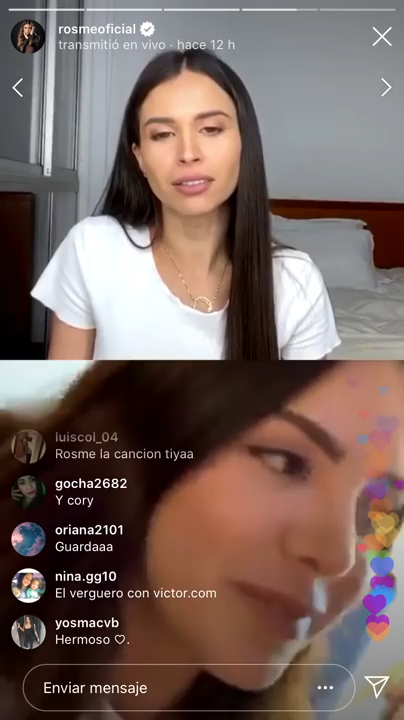 rosmeoficial
transmitió en vivo · hace 12 h
luiscol_04
Rosme la cancion tiyaa
gocha2682
Y cory
oriana2101
Guardaaa
nina.gg10
El verguero con victor.com
yosmacvb
Hermoso ♡.
Enviar mensaje